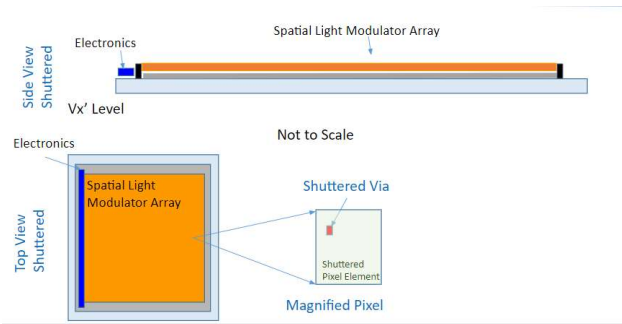 Spatial Light Modulator Array
Electronics
Side View
Shuttered
Vx’ Level
Not to Scale
Electronics
Spatial Light
Modulator Array
Top View
Shuttered
Shuttered Via
Shuttered
Pixel Element
Magnified Pixel